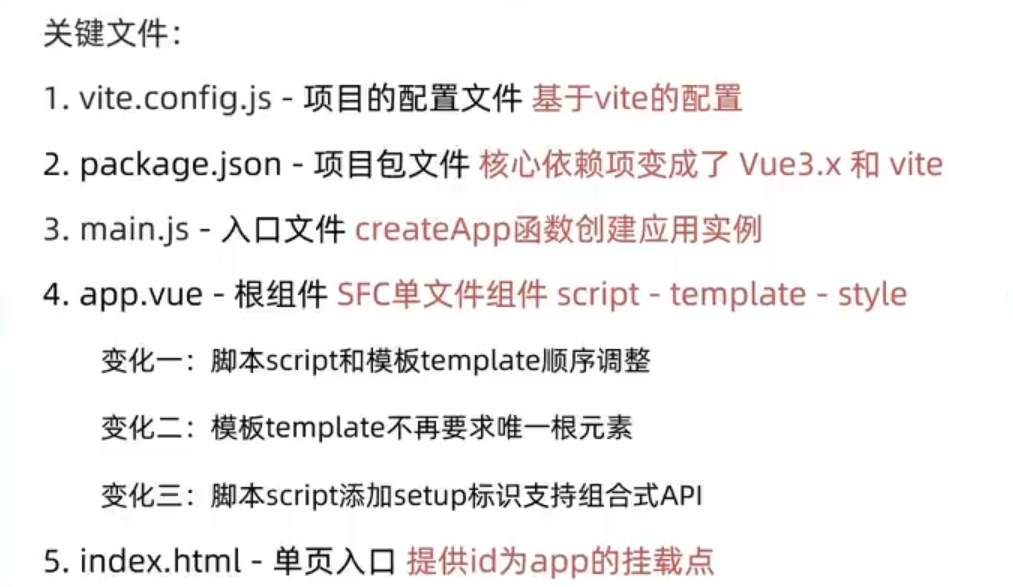 关键文件：
1. vite.config.js - 项目的配置文件 基于vite的配置
2. package.json - 项目包文件 核心依赖项变成了 Vue3.x 和 vite
3. main.js - 入口文件 createApp函数创建应用实例
4. app.vue - 根组件 SFC单文件组件 script - template - style
变化一：脚本script和模板template顺序调整
变化二：模板template不再要求唯一根元素
变化三：脚本script添加setup标识支持组合式API
5. index.html - 单页入口 提供id为app的挂载点